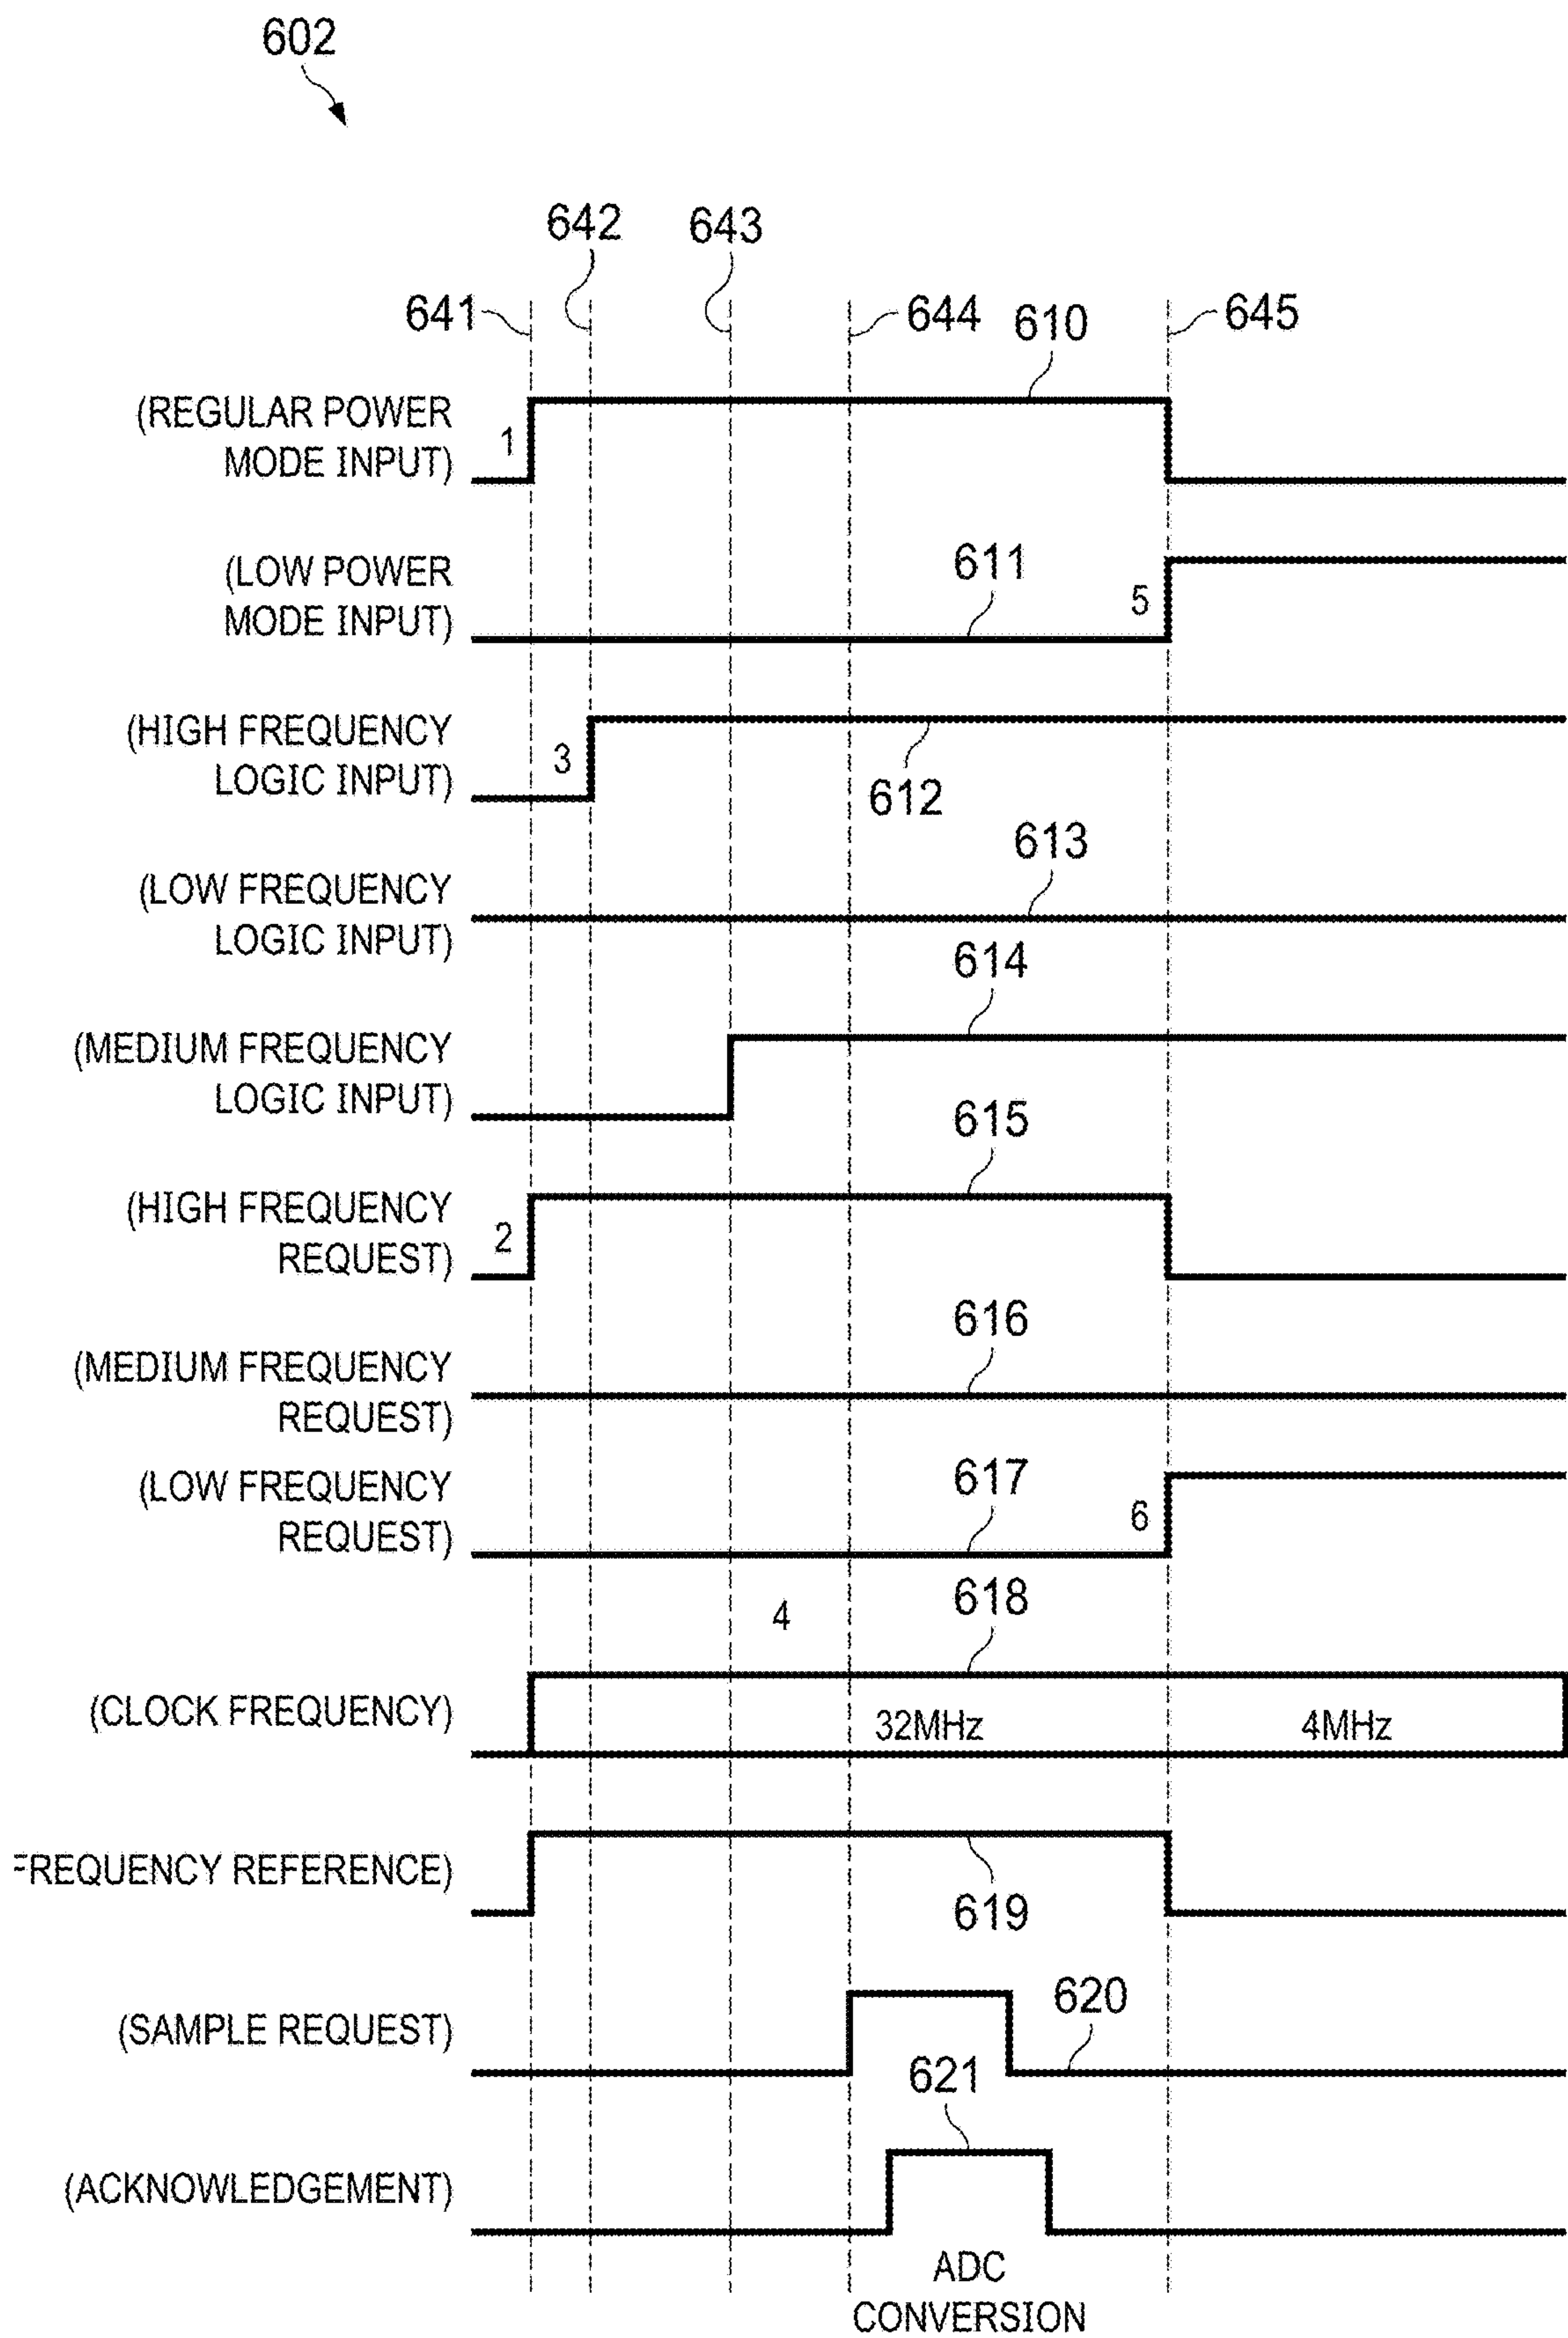 602
642
643
641
644
610
645
(REGULAR POWER
MODE INPUT)
1
(LOW POWER
MODE INPUT)
611
5
(HIGH FREQUENCY
LOGIC INPUT)
3
612
613
(LOW FREQUENCY
LOGIC INPUT)
614
(MEDIUM FREQUENCY
LOGIC INPUT)
615
(HIGH FREQUENCY
REQUEST)
2
616
(MEDIUM FREQUENCY
REQUEST)
617
(LOW FREQUENCY
REQUEST)
6
4
618
(CLOCK FREQUENCY)
32MHz
4MHz
FREQUENCY REFERENCE)
619
(SAMPLE REQUEST)
620
621
(ACKNOWLEDGEMENT)
ADC
CONVERSION